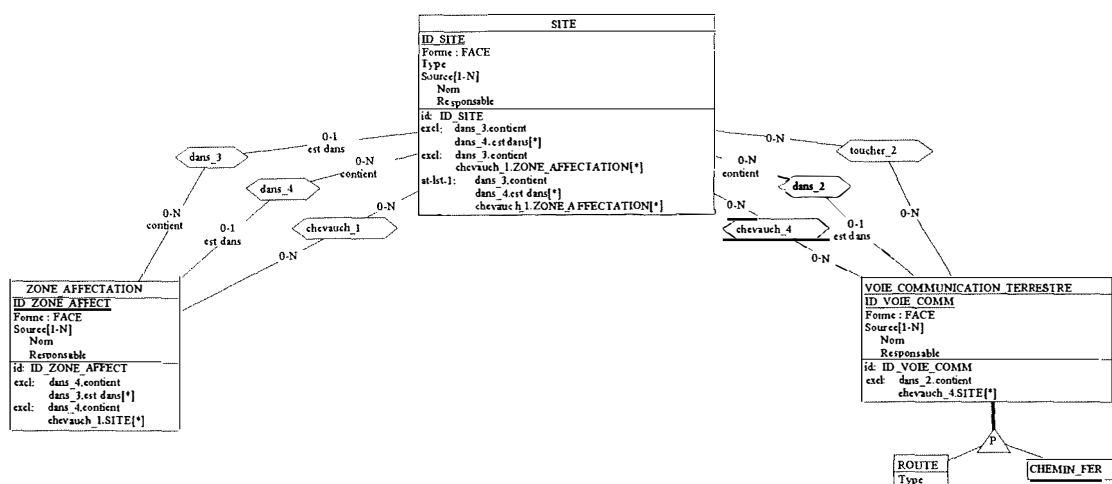 SITE
ID_SITE
Forme : FACE
Type
Source[1-N]
Nom
Responsable
id: ID_SITE
excl: dans_3.contient
dans_4.est dans[*]
excl: dans_3.contient
chevauch_1.ZONE_AFFECTATION[*]
at-lst-1: dans_3.contient
dans_4.est dans[*]
chevauch_1.ZONE_AFFECTATION[*]
0-1
est dans
dans_3
0-N
contient
0-N
contient
dans_4
0-1
est dans
0-N
chevauch_1
0-N
0-N
toucher_2
0-N
0-N
contient
dans_2
0-1
est dans
0-N
chevauch_4
0-N
ZONE AFFECTATION
ID_ZONE_AFFECT
Forme : FACE
Source[1-N]
Nom
Responsable
id: ID_ZONE_AFFECT
excl: dans_4.contient
dans_3.est dans[*]
excl: dans_4.contient
chevauch_1.SITE[*]
VOIE_COMMUNICATION_TERRESTRE
ID_VOIE_COMM
Forme : FACE
Source[1-N]
Nom
Responsable
id: ID_VOIE_COMM
excl: dans_2.contient
chevauch_4.SITE[*]
P
ROUTE
Type
CHEMIN_FER